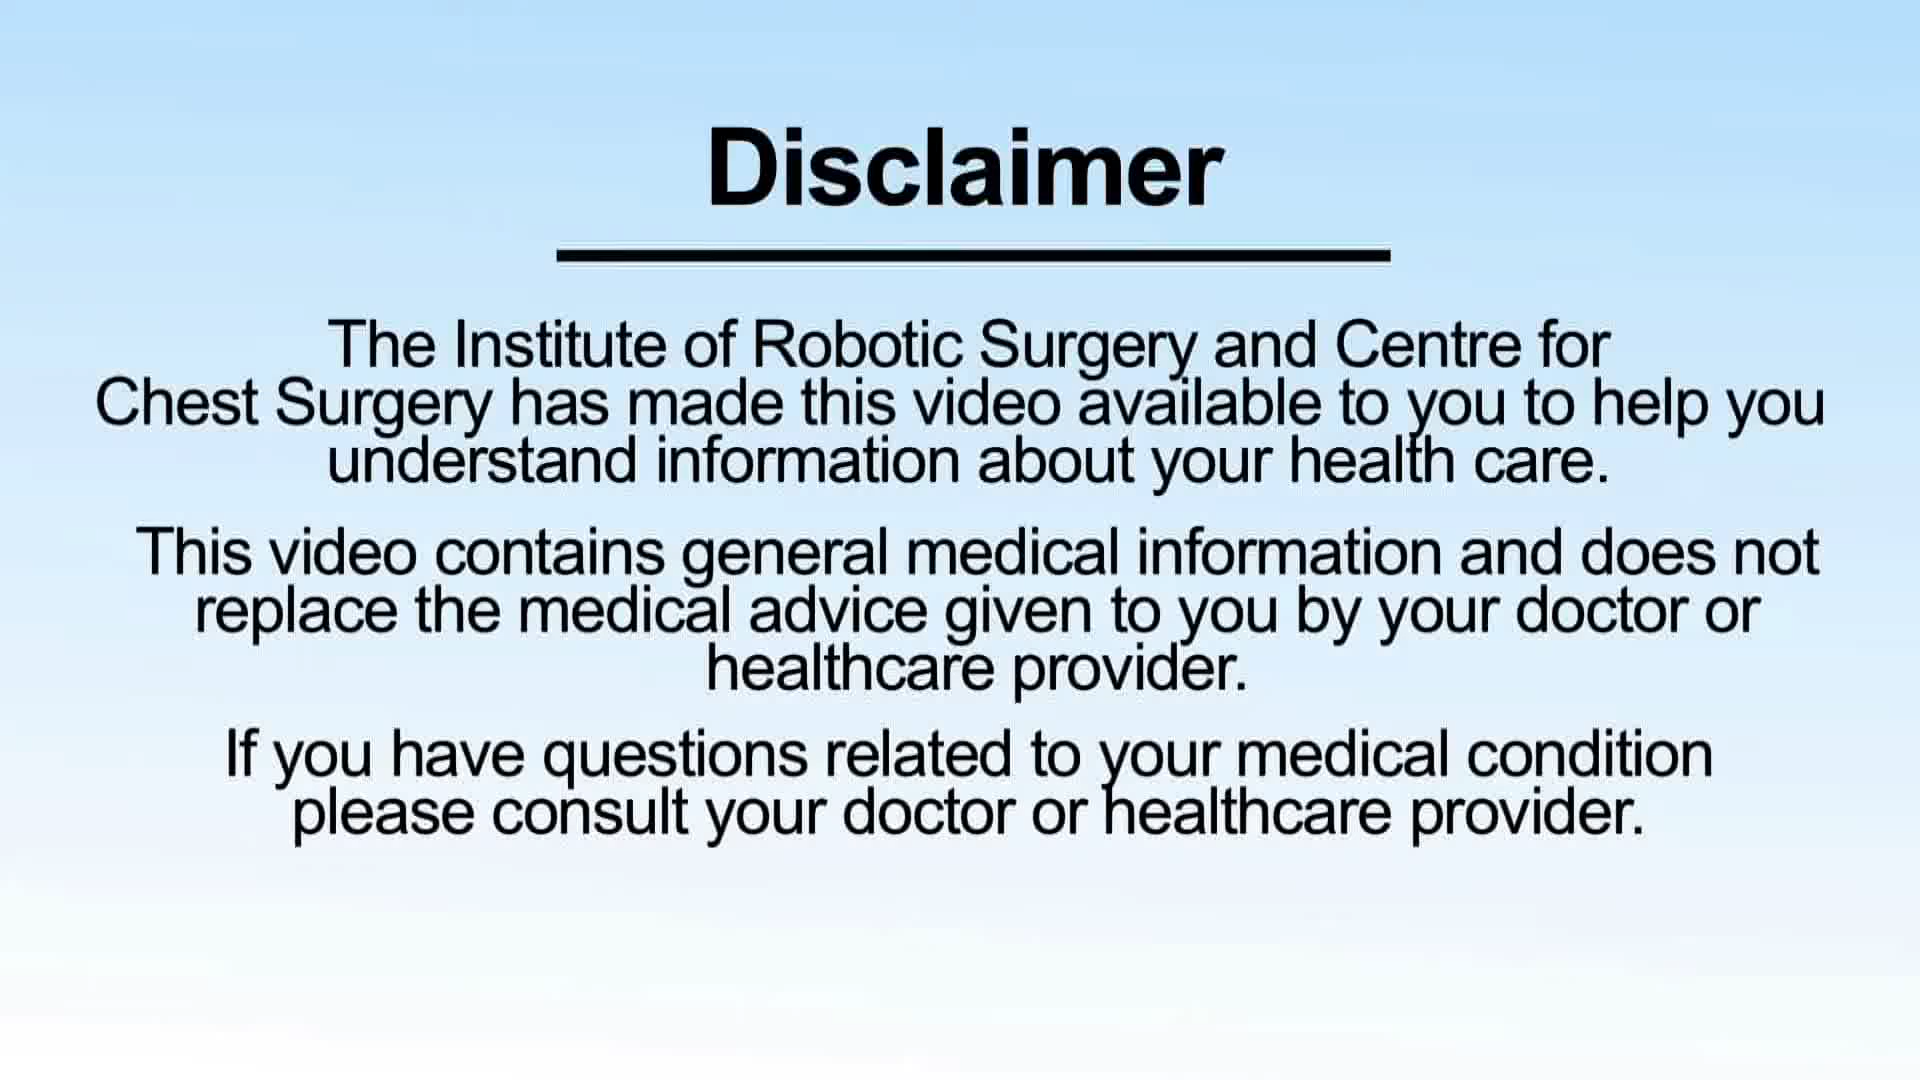 Disclaimer
The Institute of Robotic Surgery and Centre for
Chest Surgery has made this video available to you to help you
understand information about your health care.
This video contains general medical information and does not
replace the medical advice given to you by your doctor or
healthcare provider.
If you have questions related to your medical condition
please consult your doctor or healthcare provider.